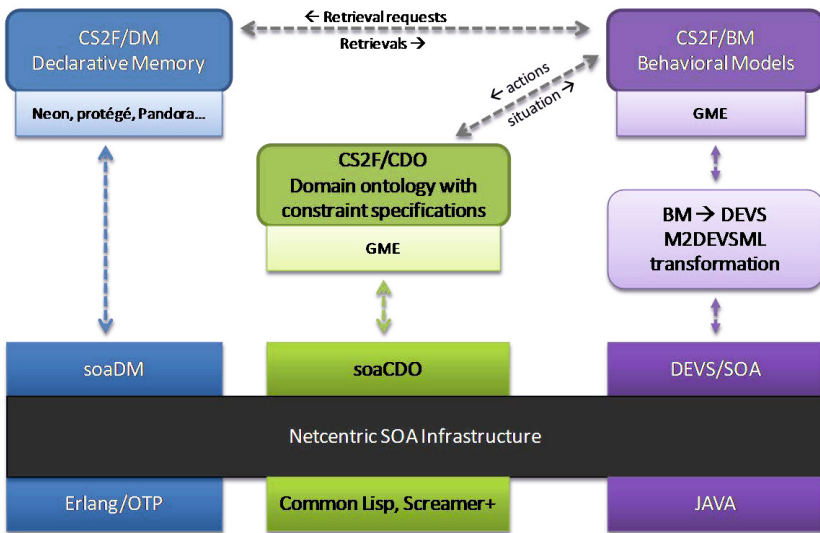 CS2F/DM
Declarative Memory
Neon, protégé, Pandora...
← Retrieval requests
Retrievals →
CS2F/BM
Behavioral Models
GME
← actions
situation →
CS2F/CDO
Domain ontology with
constraint specifications
GME
BM → DEVS
M2DEVSML
transformation
soaDM
soaCDO
DEVS/SOA
Netcentric SOA Infrastructure
Erlang/OTP
Common Lisp, Screamer+
JAVA